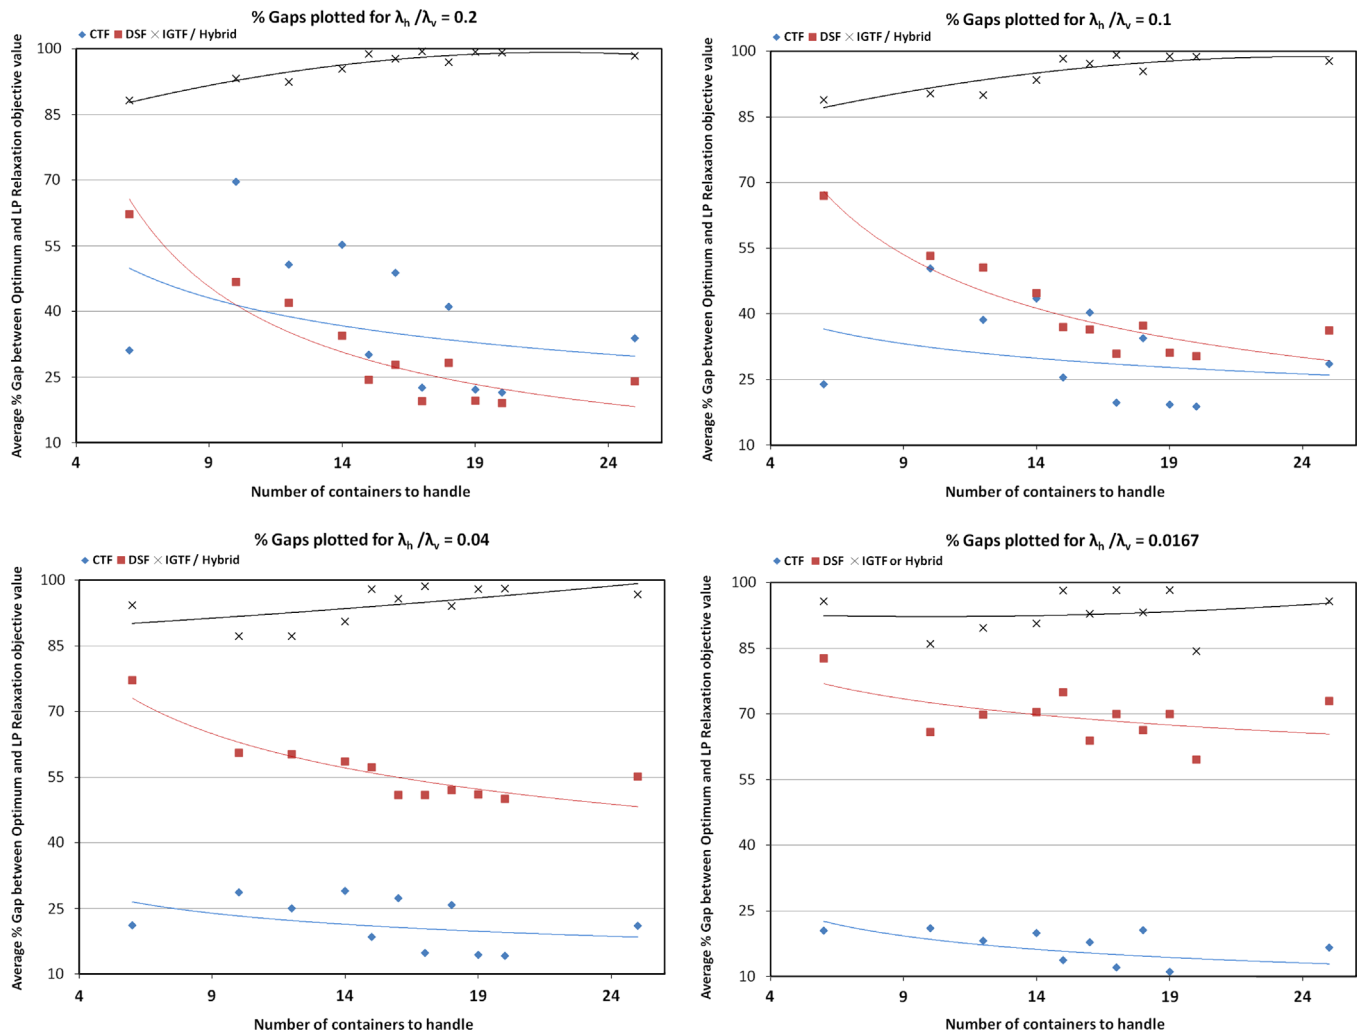 % Gaps plotted for λh /λv = 0.2
CTF DSF IGTF / Hybrid
Average % Gap between Optimum and LP Relaxation objective value
100
85
70
55
40
25
10
4 9 14 19 24
Number of containers to handle
% Gaps plotted for λh /λv = 0.1
CTF DSF IGTF / Hybrid
Average % Gap between Optimum and LP Relaxation objective value
100
85
70
55
40
25
10
4 9 14 19 24
Number of containers to handle
% Gaps plotted for λh /λv = 0.04
CTF DSF IGTF / Hybrid
Average % Gap between Optimum and LP Relaxation objective value
100
85
70
55
40
25
10
4 9 14 19 24
Number of containers to handle
% Gaps plotted for λh /λv = 0.0167
CTF DSF IGTF or Hybrid
Average % Gap between Optimum and LP Relaxation objective value
100
85
70
55
40
25
10
4 9 14 19 24
Number of containers to handle